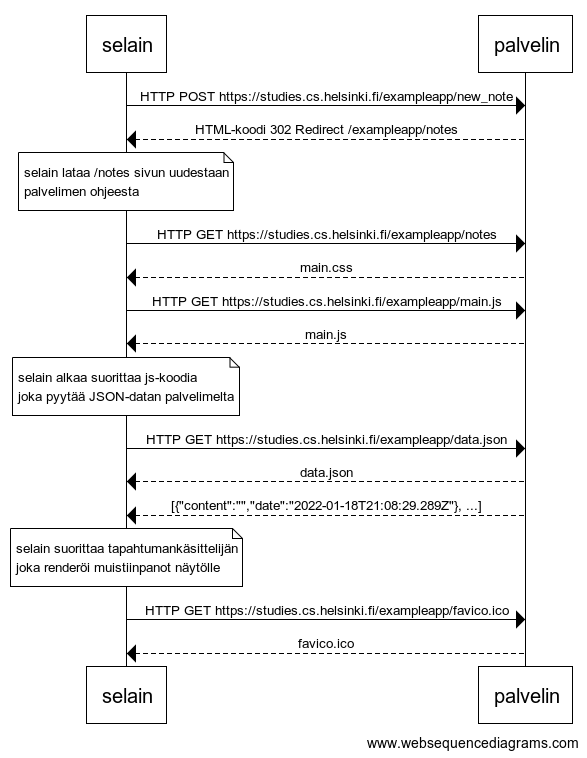 selain
palvelin
HTTP POST https://studies.cs.helsinki.fi/exampleapp/new_note
HTML-koodi 302 Redirect /exampleapp/notes
selain lataa /notes sivun uudestaan
palvelimen ohjeesta
HTTP GET https://studies.cs.helsinki.fi/exampleapp/notes
main.css
HTTP GET https://studies.cs.helsinki.fi/exampleapp/main.js
main.js
selain alkaa suorittaa js-koodia
joka pyytää JSON-datan palvelimelta
HTTP GET https://studies.cs.helsinki.fi/exampleapp/data.json
data.json
[{"content":"","date":"2022-01-18T21:08:29.289Z"}, ...]
selain suorittaa tapahtumankäsittelijän
joka renderöi muistiinpanot näytölle
HTTP GET https://studies.cs.helsinki.fi/exampleapp/favico.ico
favico.ico
selain
palvelin
www.websequencediagrams.com